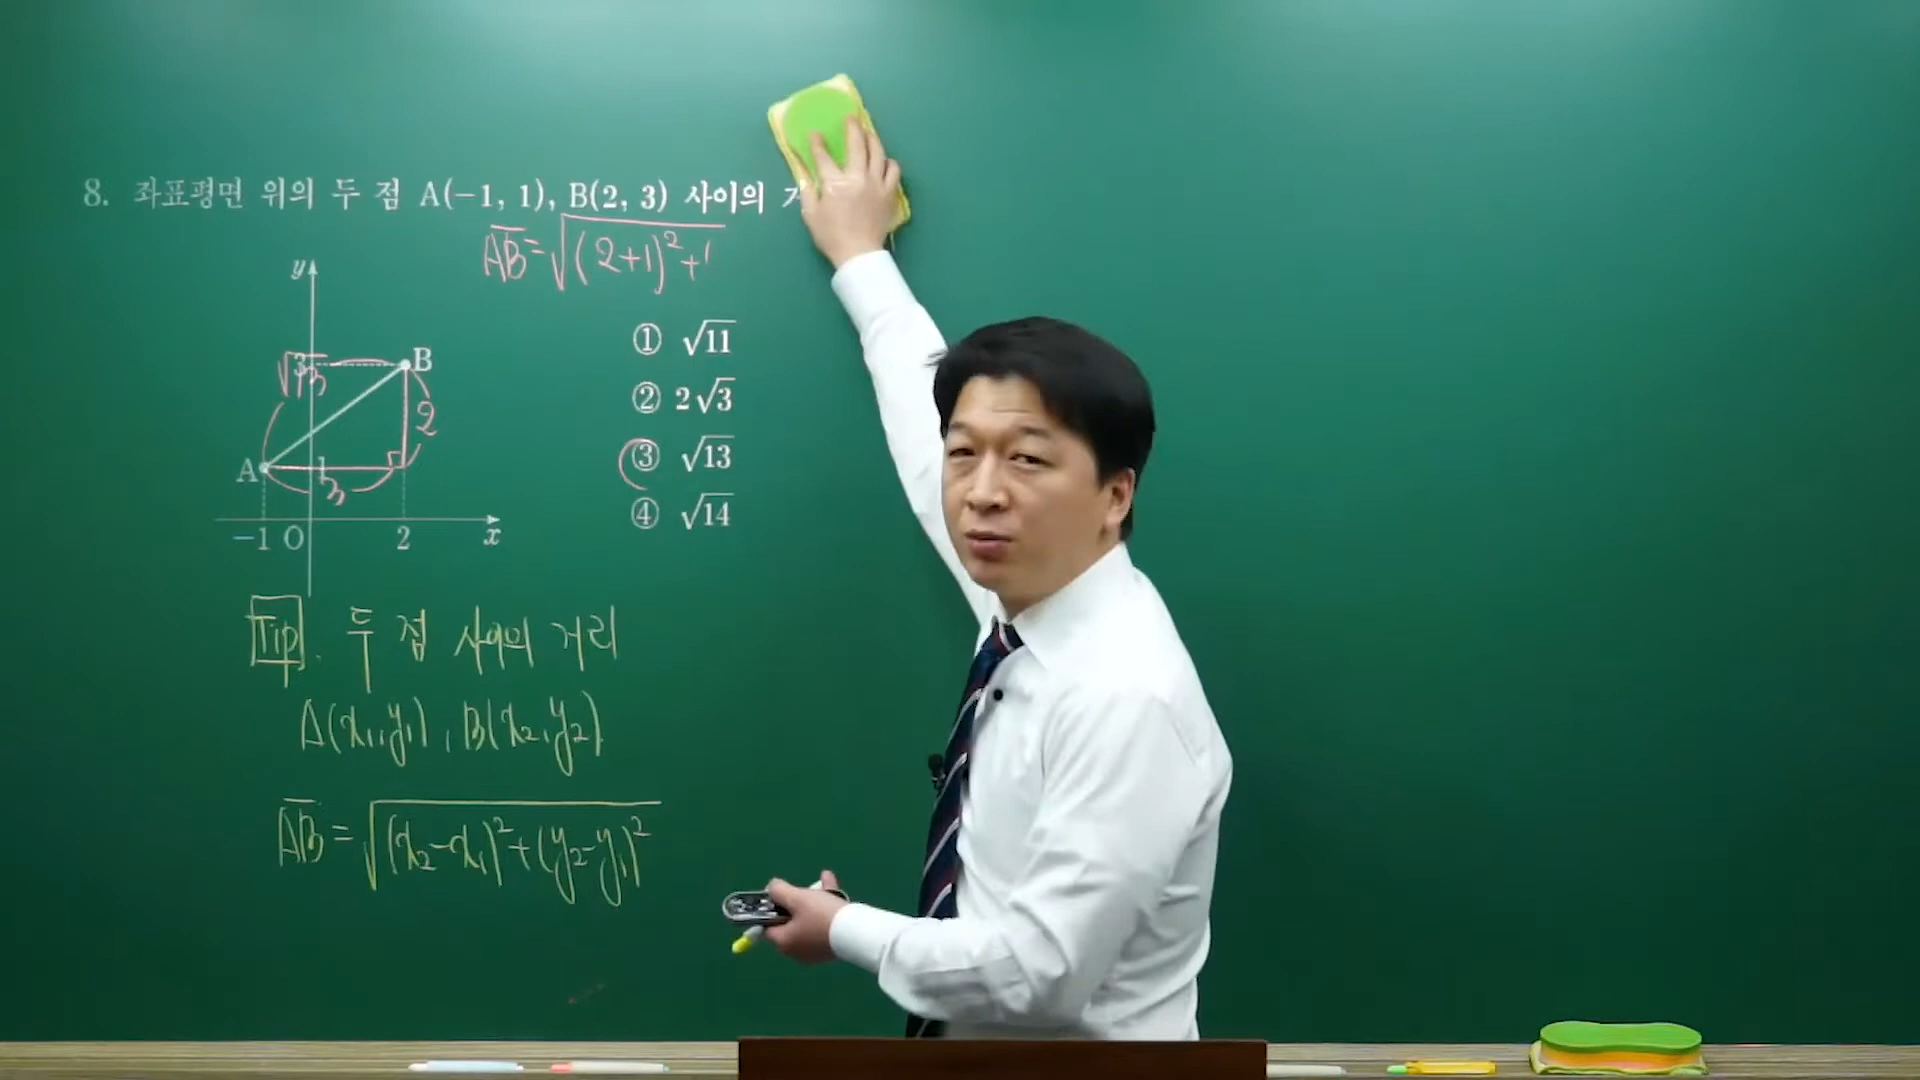 8. 좌표평면 위의 두 점 A(−1, 1), B(2, 3) 사이의
AB̅=√(2+1)²+1
y
① √11
√13 3 B
② 2√3
2
③ √13
A 1
3
④ √14
−1 O 2 x
Tip. 두 점 사이의 거리
A(x₁,y₁), B(x₂,y₂)
AB̅=√(x₂−x₁)²+(y₂−y₁)²